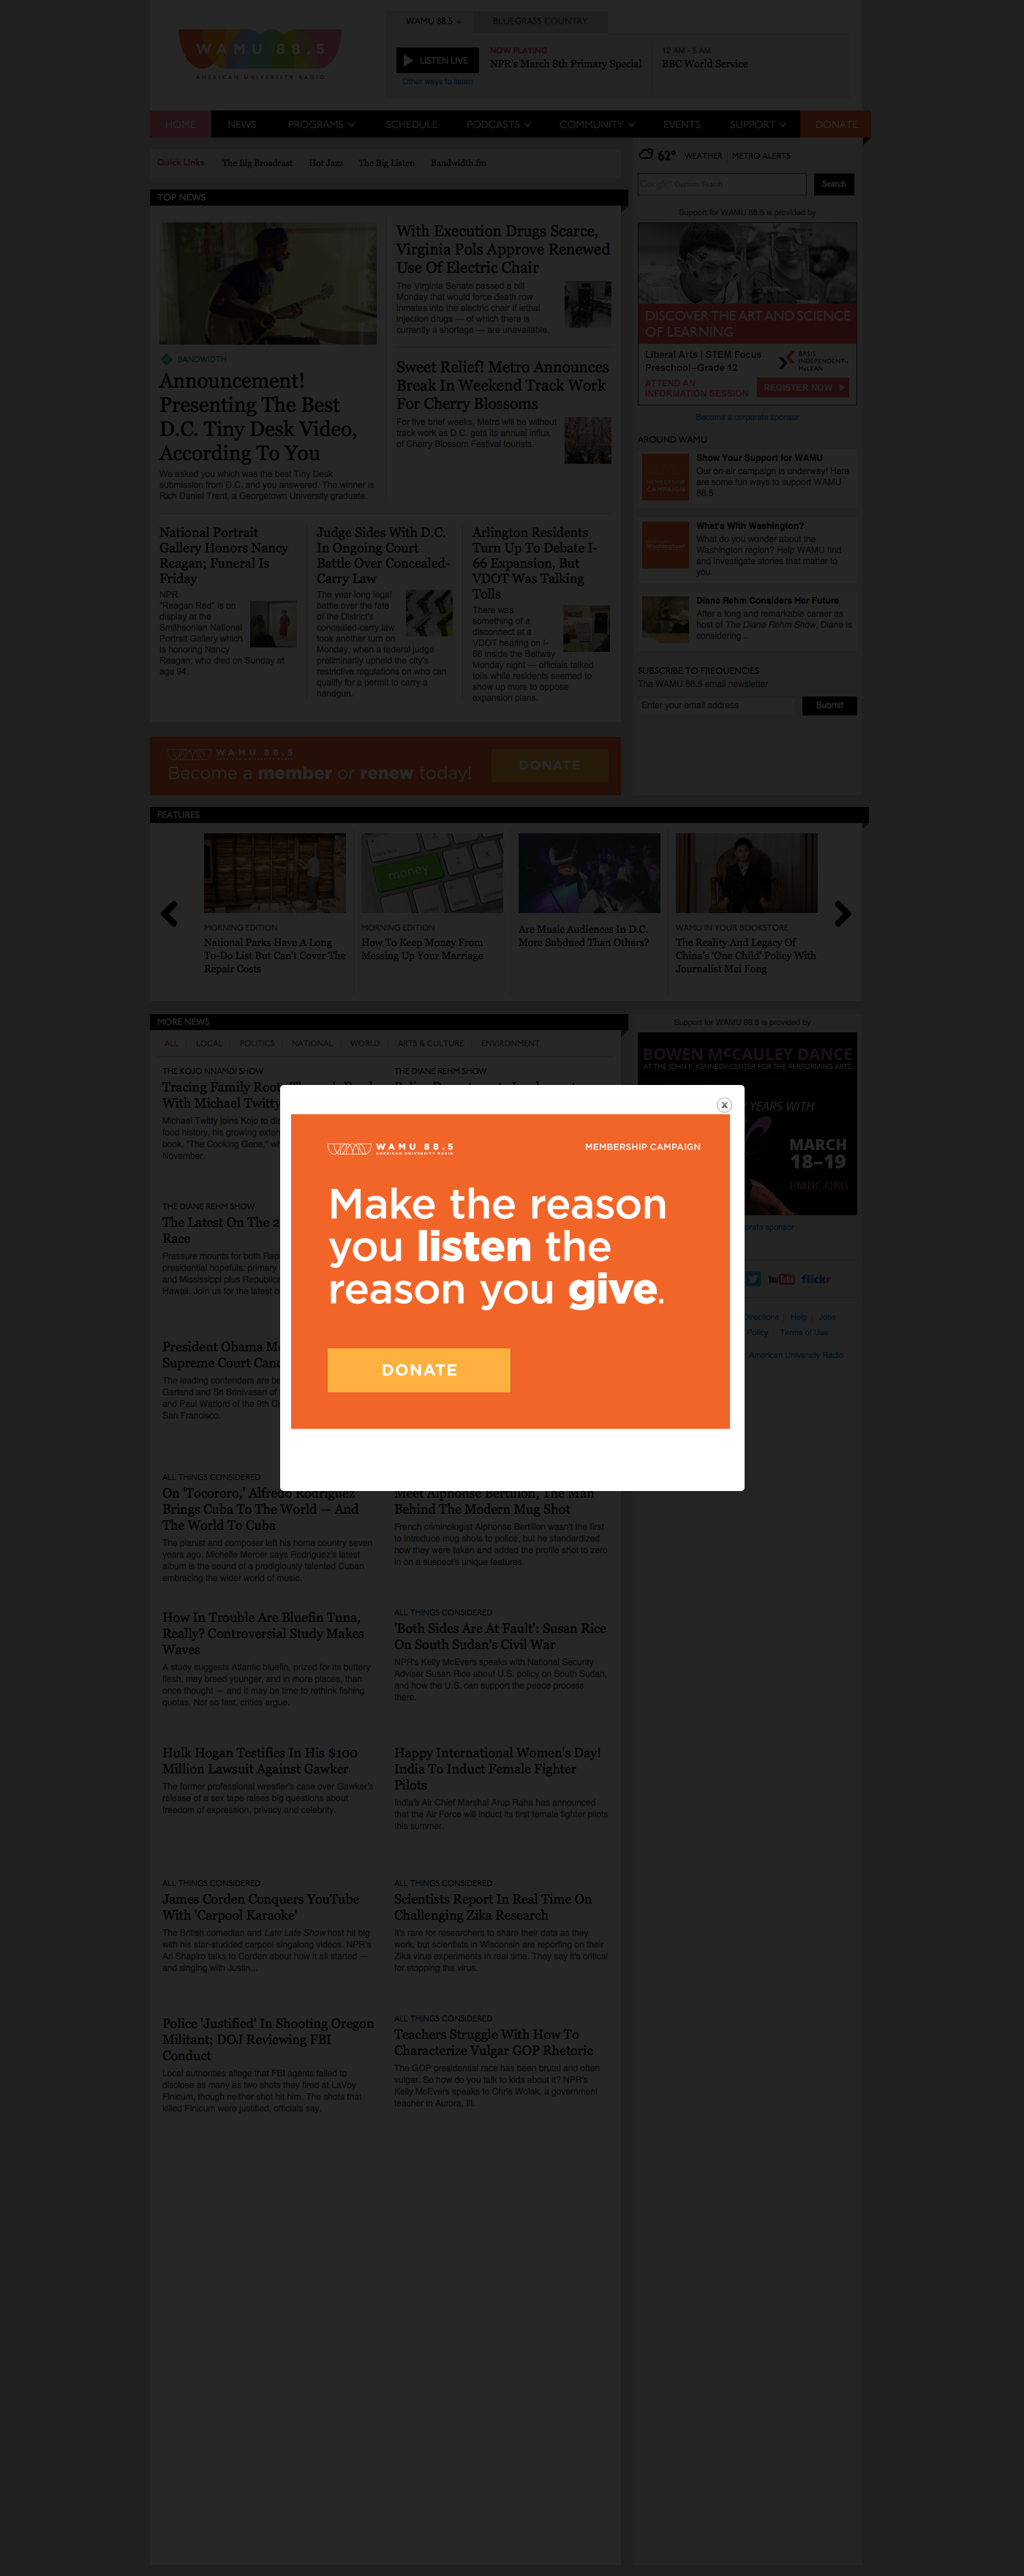 WAMU 88.5
AMERICAN UNIVERSITY RADIO
WAMU 88.5
BLUEGRASS COUNTRY
LISTEN LIVE
Other ways to listen
NOW PLAYING
NPR's March 8th Primary Special
12 AM - 5 AM
BBC World Service
HOME NEWS PROGRAMS SCHEDULE PODCASTS COMMUNITY EVENTS SUPPORT DONATE
Quick Links The Big Broadcast Hot Jazz The Big Listen Bandwidth.fm
62° WEATHER | METRO ALERTS
Google Custom Search
Search
TOP NEWS
BANDWIDTH
Announcement!
Presenting The Best
D.C. Tiny Desk Video,
According To You
We asked you which was the best Tiny Desk
submission from D.C. and you answered. The winner is
Rich Daniel Trent, a Georgetown University graduate.
With Execution Drugs Scarce,
Virginia Pols Approve Renewed
Use Of Electric Chair
The Virginia Senate passed a bill
Monday that would force death row
inmates into the electric chair if lethal
injection drugs — of which there is
currently a shortage — are unavailable.
Sweet Relief! Metro Announces
Break In Weekend Track Work
For Cherry Blossoms
For five brief weeks, Metro will be without
track work as D.C. gets its annual influx
of Cherry Blossom Festival tourists.
National Portrait
Gallery Honors Nancy
Reagan; Funeral Is
Friday
NPR
"Reagan Red" is on
display at the
Smithsonian National
Portrait Gallery which
is honoring Nancy
Reagan, who died on Sunday at
age 94.
Judge Sides With D.C.
In Ongoing Court
Battle Over Concealed-
Carry Law
The year-long legal
battle over the fate
of the District's
concealed-carry law
took another turn on
Monday, when a federal judge
preliminarily upheld the city's
restrictive regulations on who can
qualify for a permit to carry a
handgun.
Arlington Residents
Turn Up To Debate I-
66 Expansion, But
VDOT Was Talking
Tolls
There was
something of a
disconnect at a
VDOT hearing on I-
66 inside the Beltway
Monday night — officials talked
tolls while residents seemed to
show up more to oppose
expansion plans.
Support for WAMU 88.5 is provided by
DISCOVER THE ART AND SCIENCE
OF LEARNING
Liberal Arts | STEM Focus
Preschool–Grade 12
BASIS
INDEPENDENT
McLEAN
ATTEND AN
INFORMATION SESSION
REGISTER NOW
Become a corporate sponsor
AROUND WAMU
MEMBERSHIP
CAMPAIGN
Show Your Support for WAMU
Our on-air campaign is underway! Here
are some fun ways to support WAMU
88.5
What's With Washington?
What do you wonder about the
Washington region? Help WAMU find
and investigate stories that matter to
you.
Diane Rehm Considers Her Future
After a long and remarkable career as
host of The Diane Rehm Show, Diane is
considering...
SUBSCRIBE TO FREQUENCIES
The WAMU 88.5 email newsletter
Enter your email address
Submit
WAMU 88.5
AMERICAN UNIVERSITY RADIO
Become a member or renew today!
DONATE
FEATURES
money
MORNING EDITION
National Parks Have A Long
To-Do List But Can't Cover The
Repair Costs
MORNING EDITION
How To Keep Money From
Messing Up Your Marriage
Are Music Audiences In D.C.
More Subdued Than Others?
WAMU IN YOUR BOOKSTORE
The Reality And Legacy Of
China's 'One Child' Policy With
Journalist Mei Fong
MORE NEWS
ALL | LOCAL | POLITICS | NATIONAL | WORLD | ARTS & CULTURE | ENVIRONMENT
Support for WAMU 88.5 is provided by
BOWEN McCAULEY DANCE
AT THE JOHN F. KENNEDY CENTER FOR THE PERFORMING ARTS
YEARS WITH
MARCH
18–19
BMDC.ORG
sponsor
You Tube flickr
Directions | Help | Jobs
Policy | Terms of Use
American University Radio
THE KOJO NNAMDI SHOW
Tracing Family
With Michael Twitty
Michael Twitty joins Kojo to
food history, his growing
book, "The Cooking Gene,"
November.
THE DIANE REHM SHOW
THE DIANE REHM SHOW
The Latest On The
Race
Pressure mounts for both
presidential hopefuls: primary
and Mississippi plus
Hawaii. Join us for the latest
President Obama
Supreme Court
The leading contenders are
Garland and Sri Srinivasan of
and Paul Watford of the 9th
San Francisco.
X
WAMU 88.5
AMERICAN UNIVERSITY RADIO
MEMBERSHIP CAMPAIGN
Make the reason
you listen the
reason you give.
DONATE
ALL THINGS CONSIDERED
On 'Tocororo,' Alfredo Rodriguez
Brings Cuba To The World — And
The World To Cuba
The pianist and composer left his home country seven
years ago. Michelle Mercer says Rodriguez's latest
album is the sound of a prodigiously talented Cuban
embracing the wider world of music.
Meet Alphonse Bertillon, The Man
Behind The Modern Mug Shot
French criminologist Alphonse Bertillon wasn't the first
to introduce mug shots to police, but he standardized
how they were taken and added the profile shot to zero
in on a suspect's unique features.
How In Trouble Are Bluefin Tuna,
Really? Controversial Study Makes
Waves
A study suggests Atlantic bluefin, prized for its buttery
flesh, may breed younger, and in more places, than
once thought — and it may be time to rethink fishing
quotas. Not so fast, critics argue.
ALL THINGS CONSIDERED
'Both Sides Are At Fault': Susan Rice
On South Sudan's Civil War
NPR's Kelly McEvers speaks with National Security
Adviser Susan Rice about U.S. policy on South Sudan,
and how the U.S. can support the peace process
there.
Hulk Hogan Testifies In His $100
Million Lawsuit Against Gawker
The former professional wrestler's case over Gawker's
release of a sex tape raises big questions about
freedom of expression, privacy and celebrity.
Happy International Women's Day!
India To Induct Female Fighter
Pilots
India's Air Chief Marshal Arup Raha has announced
that the Air Force will induct its first female fighter pilots
this summer.
ALL THINGS CONSIDERED
James Corden Conquers YouTube
With 'Carpool Karaoke'
The British comedian and Late Late Show host hit big
with his star-studded carpool singalong videos. NPR's
Ari Shapiro talks to Corden about how it all started —
and singing with Justin...
ALL THINGS CONSIDERED
Scientists Report In Real Time On
Challenging Zika Research
It's rare for researchers to share their data as they
work, but scientists in Wisconsin are reporting on their
Zika virus experiments in real time. They say it's critical
for stopping the virus.
Police 'Justified' In Shooting Oregon
Militant; DOJ Reviewing FBI
Conduct
Local authorities allege that FBI agents failed to
disclose as many as two shots they fired at LaVoy
Finicum, though neither shot hit him. The shots that
killed Finicum were justified, officials say.
ALL THINGS CONSIDERED
Teachers Struggle With How To
Characterize Vulgar GOP Rhetoric
The GOP presidential race has been brutal and often
vulgar. So how do you talk to kids about it? NPR's
Kelly McEvers speaks to Chris Wolak, a government
teacher in Aurora, Ill.